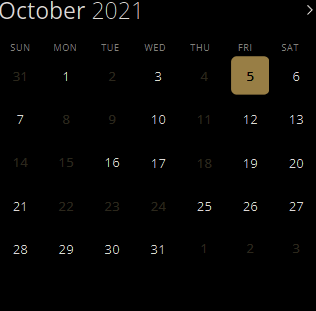 October 2021
SUN MON TUE WED THU FRI SAT
31 1 2 3 4 5 6
7 8 9 10 11 12 13
14 15 16 17 18 19 20
21 22 23 24 25 26 27
28 29 30 31 1 2 3